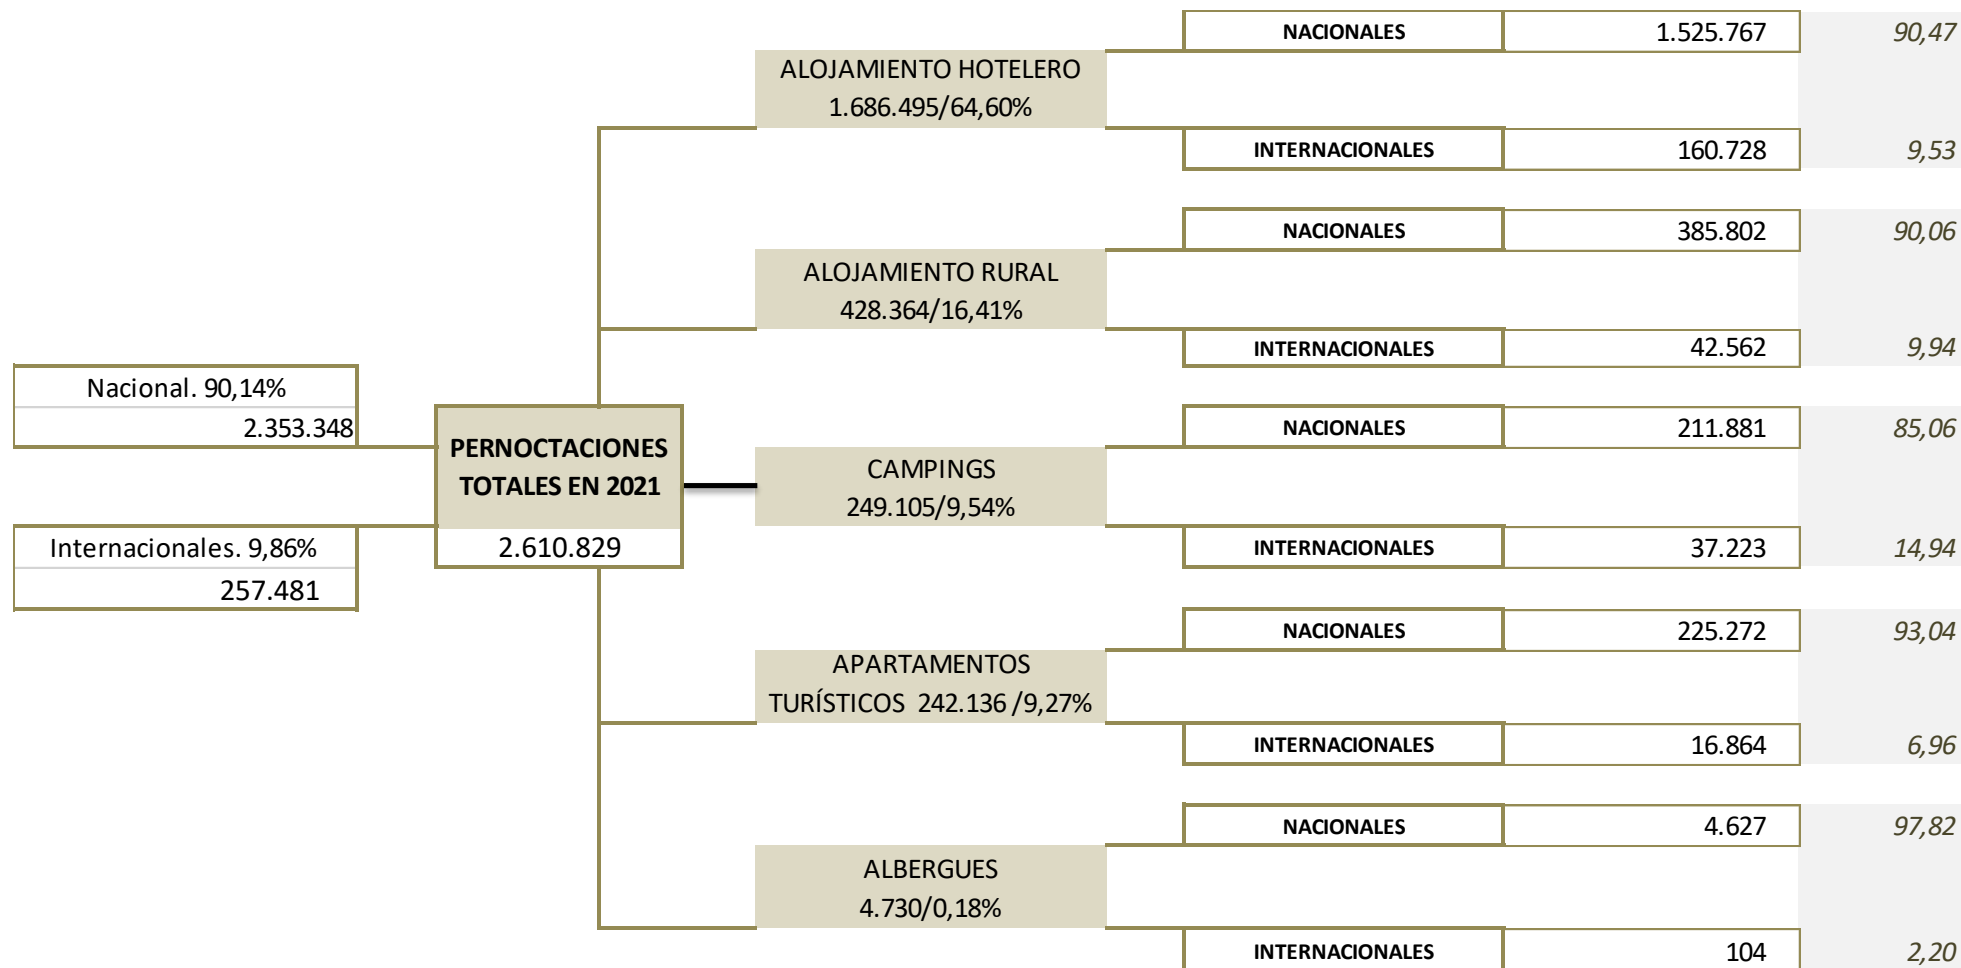 NACIONALES 1.525.767 90,47
ALOJAMIENTO HOTELERO
1.686.495/64,60%
INTERNACIONALES 160.728 9,53
NACIONALES 385.802 90,06
ALOJAMIENTO RURAL
428.364/16,41%
INTERNACIONALES 42.562 9,94
Nacional. 90,14%
2.353.348
PERNOCTACIONES
TOTALES EN 2021
2.610.829
Internacionales. 9,86%
257.481
NACIONALES 211.881 85,06
CAMPINGS
249.105/9,54%
INTERNACIONALES 37.223 14,94
NACIONALES 225.272 93,04
APARTAMENTOS
TURÍSTICOS 242.136 /9,27%
INTERNACIONALES 16.864 6,96
NACIONALES 4.627 97,82
ALBERGUES
4.730/0,18%
INTERNACIONALES 104 2,20